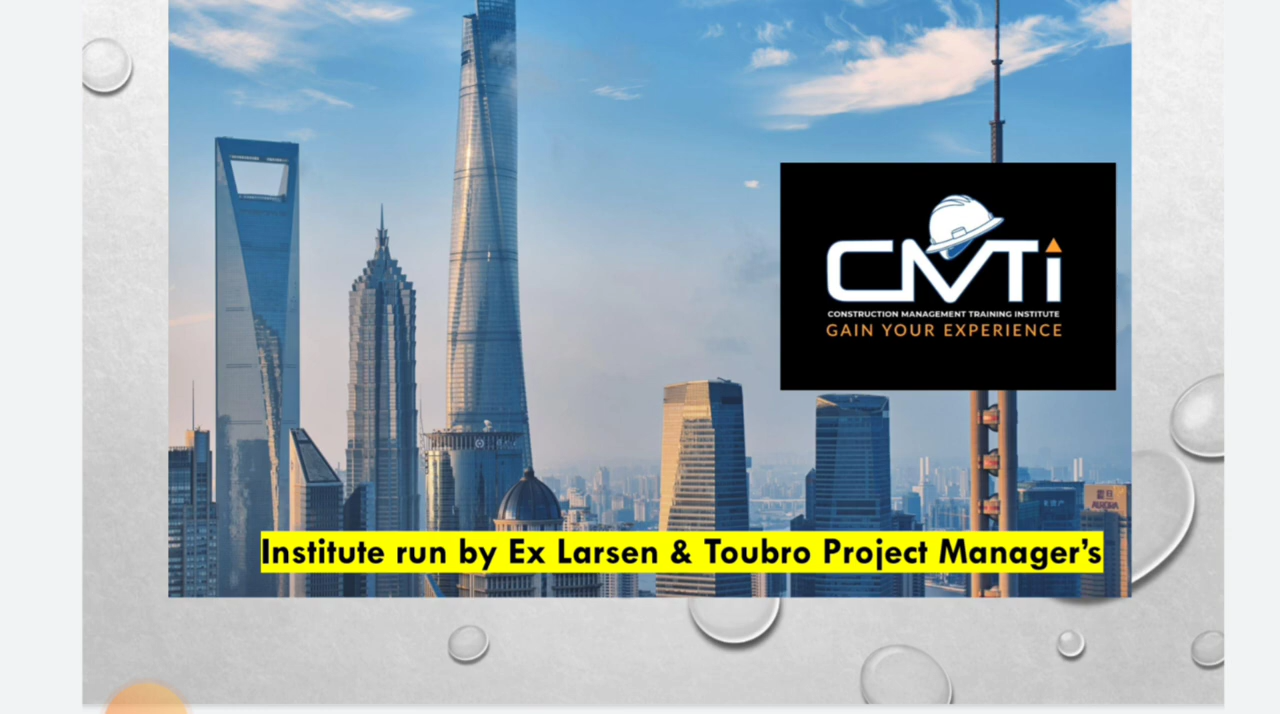 CMTi
CONSTRUCTION MANAGEMENT TRAINING INSTITUTE
GAIN YOUR EXPERIENCE
Institute run by Ex Larsen & Toubro Project Manager’s